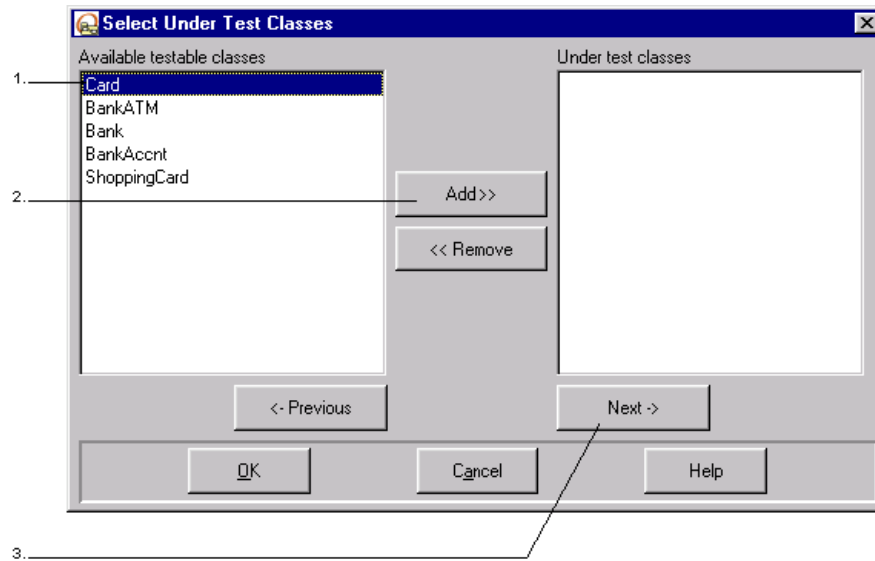 Select Under Test Classes
Available testable classes
Under test classes
1.
Card
BankATM
Bank
BankAccnt
ShoppingCard
2.
Add>>
<< Remove
<- Previous
Next ->
OK
Cancel
Help
3.